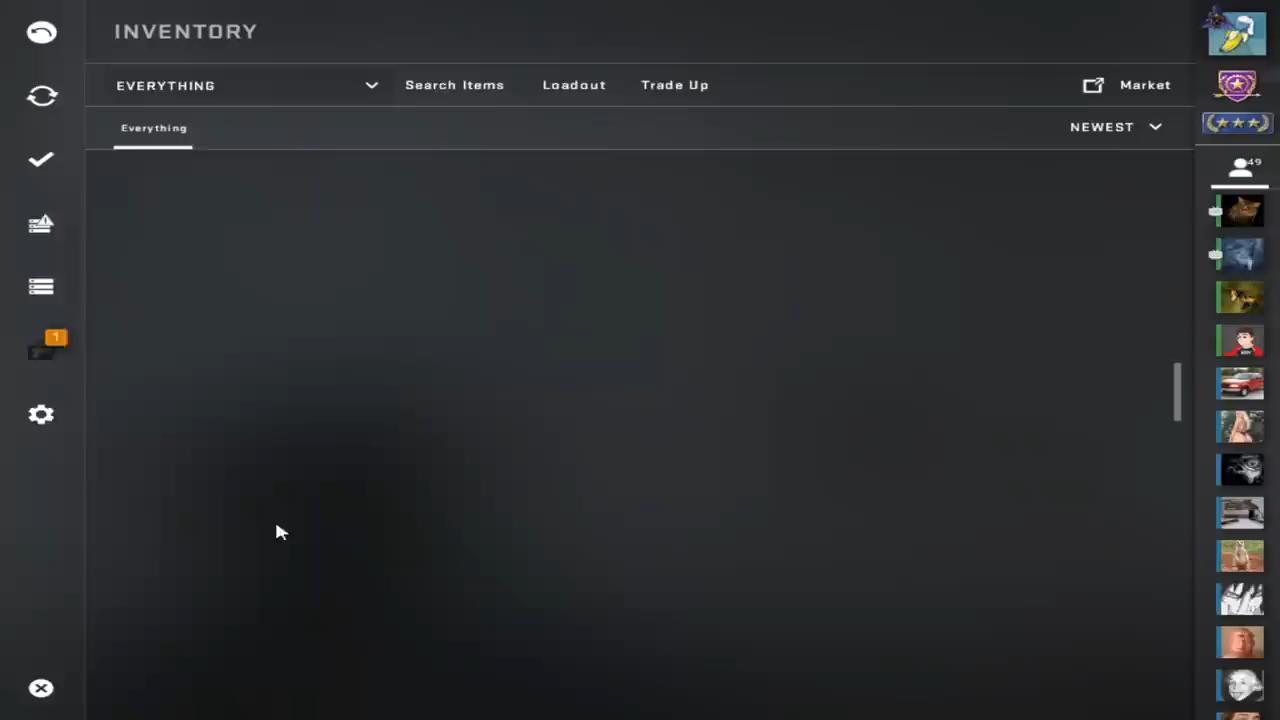 INVENTORY
EVERYTHING
Search Items
Loadout
Trade Up
Market
Everything
NEWEST
49
1